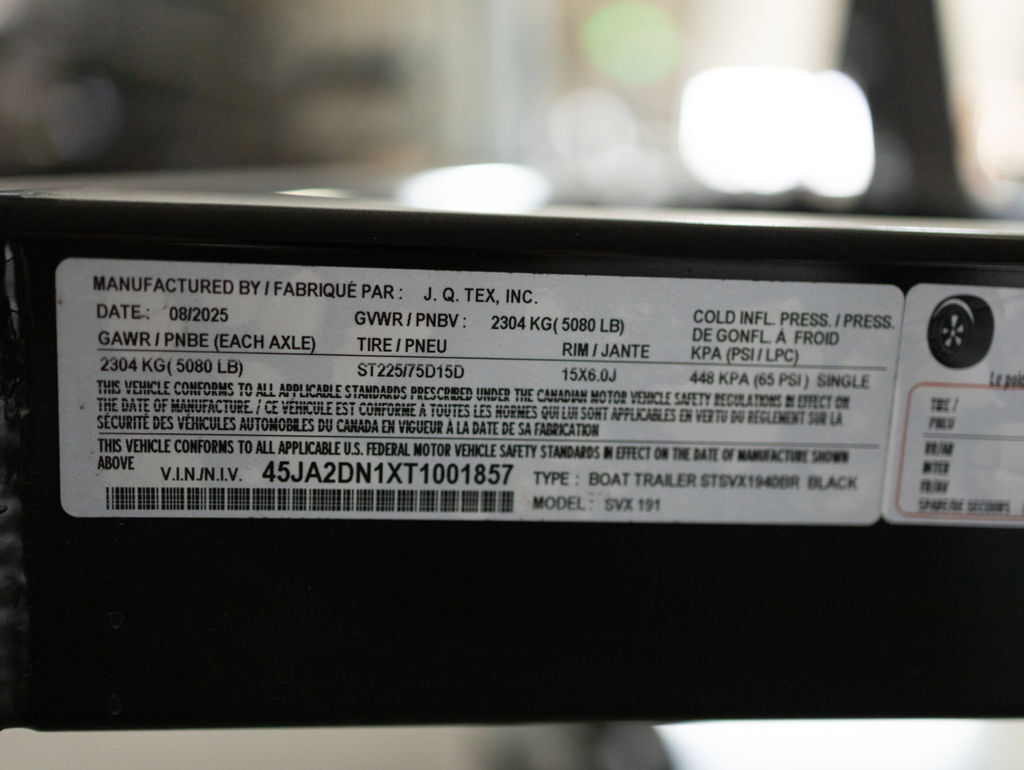 MANUFACTURED BY / FABRIQUÉ PAR : J. Q. TEX, INC.
DATE : 08/2025
GVWR / PNBV : 2304 KG( 5080 LB)
COLD INFL. PRESS. / PRESS.
DE GONFL. À FROID
KPA (PSI / LPC)
GAWR / PNBE (EACH AXLE) TIRE / PNEU RIM / JANTE
2304 KG( 5080 LB) ST225/75D15D 15X6.0J 448 KPA (65 PSI ) SINGLE
THIS VEHICLE CONFORMS TO ALL APPLICABLE STANDARDS PRESCRIBED UNDER THE CANADIAN MOTOR VEHICLE SAFETY REGULATIONS IN EFFECT ON
THE DATE OF MANUFACTURE. / CE VÉHICULE EST CONFORME À TOUTES LES NORMES QUI LUI SONT APPLICABLES EN VERTU DU RÈGLEMENT SUR LA
SÉCURITÉ DES VÉHICULES AUTOMOBILES DU CANADA EN VIGUEUR À LA DATE DE SA FABRICATION
THIS VEHICLE CONFORMS TO ALL APPLICABLE U.S. FEDERAL MOTOR VEHICLE SAFETY STANDARDS IN EFFECT ON THE DATE OF MANUFACTURE SHOWN
ABOVE
V.I.N./N.I.V. 45JA2DN1XT1001857 TYPE : BOAT TRAILER STSVX1940BR BLACK
MODEL : SVX 191
Le
TIRE /
PNEU